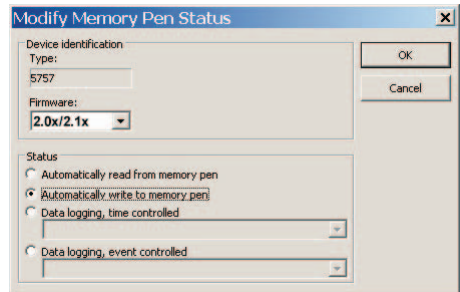 Modify Memory Pen Status
Device identification
Type:
5757
Firmware:
2.0x/2.1x
OK
Cancel
Status
Automatically read from memory pen
Automatically write to memory pen
Data logging, time controlled
Data logging, event controlled